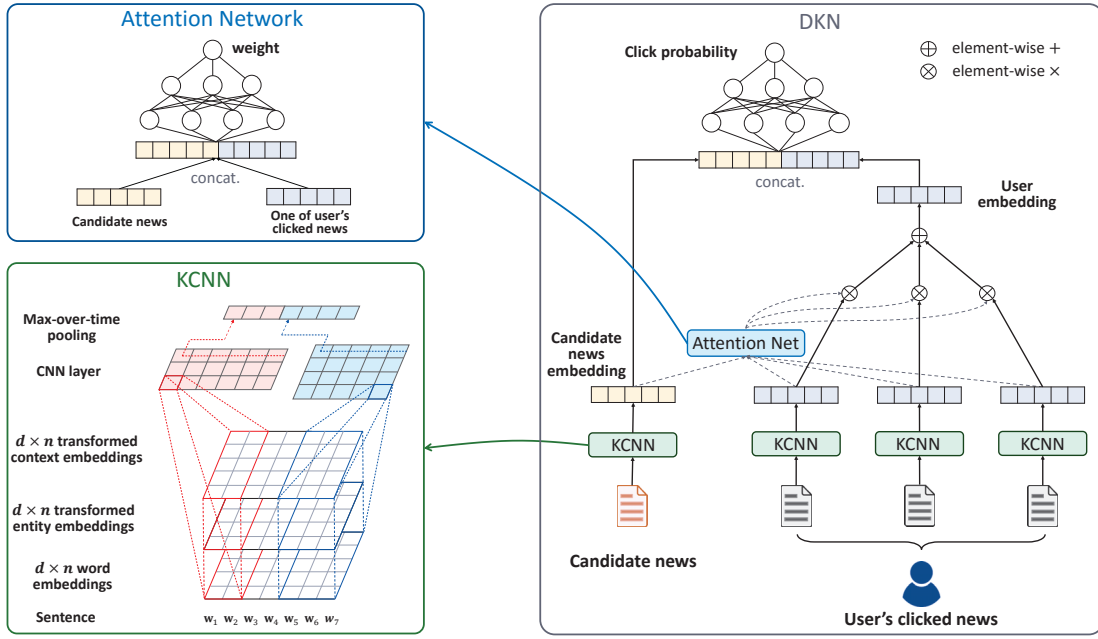 Attention Network
weight
concat.
Candidate news
One of user's
clicked news
KCNN
Max-over-time
pooling
CNN layer
d × n transformed
context embeddings
d × n transformed
entity embeddings
d × n word
embeddings
Sentence
w₁ w₂ w₃ w₄ w₅ w₆ w₇
DKN
Click probability
element-wise +
element-wise ×
concat.
User
embedding
Candidate
news
embedding
Attention Net
KCNN
KCNN
KCNN
KCNN
Candidate news
User's clicked news